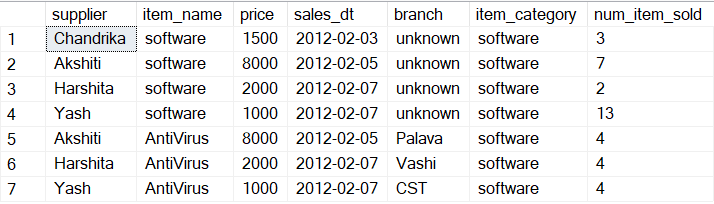 supplier item_name price sales_dt branch item_category num_item_sold
1 Chandrika software 1500 2012-02-03 unknown software 3
2 Akshiti software 8000 2012-02-05 unknown software 7
3 Harshita software 2000 2012-02-07 unknown software 2
4 Yash software 1000 2012-02-07 unknown software 13
5 Akshiti AntiVirus 8000 2012-02-05 Palava software 4
6 Harshita AntiVirus 2000 2012-02-07 Vashi software 4
7 Yash AntiVirus 1000 2012-02-07 CST software 4